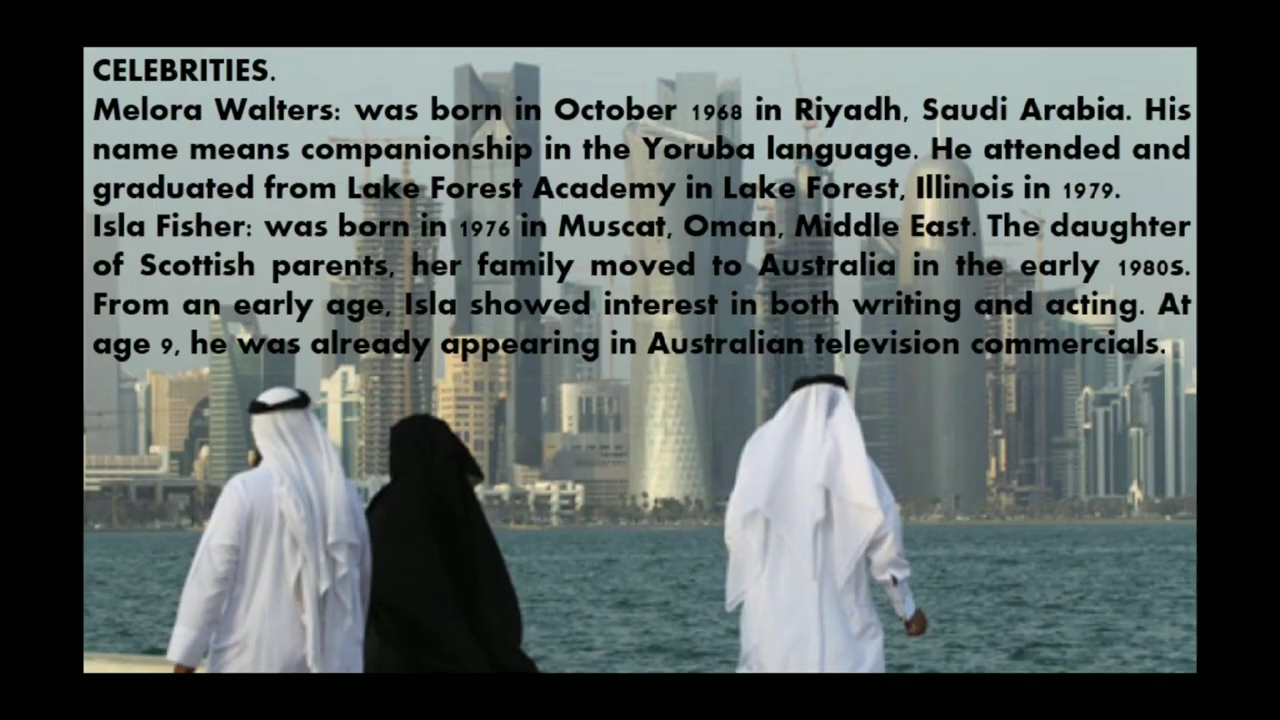 CELEBRITIES.
Melora Walters: was born in October 1968 in Riyadh, Saudi Arabia. His
name means companionship in the Yoruba language. He attended and
graduated from Lake Forest Academy in Lake Forest, Illinois in 1979.
Isla Fisher: was born in 1976 in Muscat, Oman, Middle East. The daughter
of Scottish parents, her family moved to Australia in the early 1980s.
From an early age, Isla showed interest in both writing and acting. At
age 9, he was already appearing in Australian television commercials.